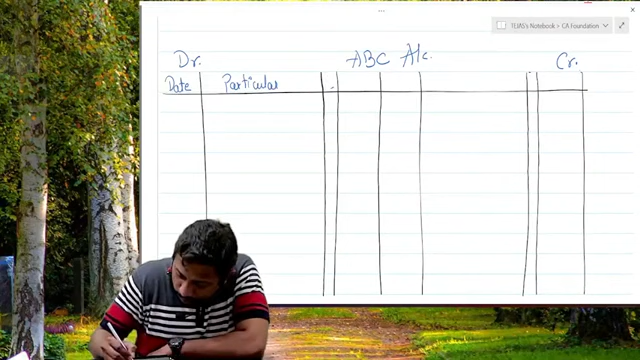 TEJAS's Notebook > CA Foundation
Dr. ABC A/c. Cr.
Date Particular